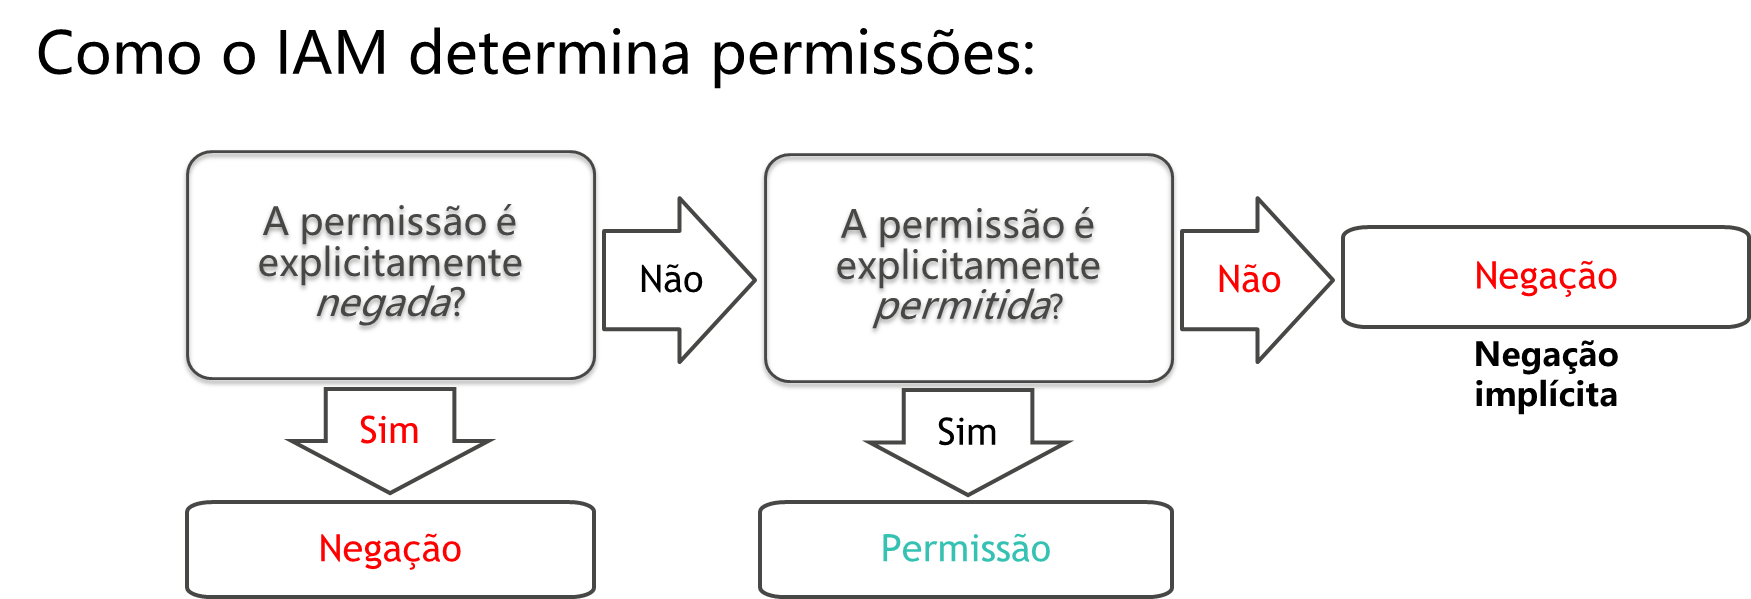 Como o IAM determina permissões:
A permissão é
explicitamente
negada?
Não
A permissão é
explicitamente
permitida?
Não
Negação
Negação
implícita
Sim
Sim
Negação
Permissão